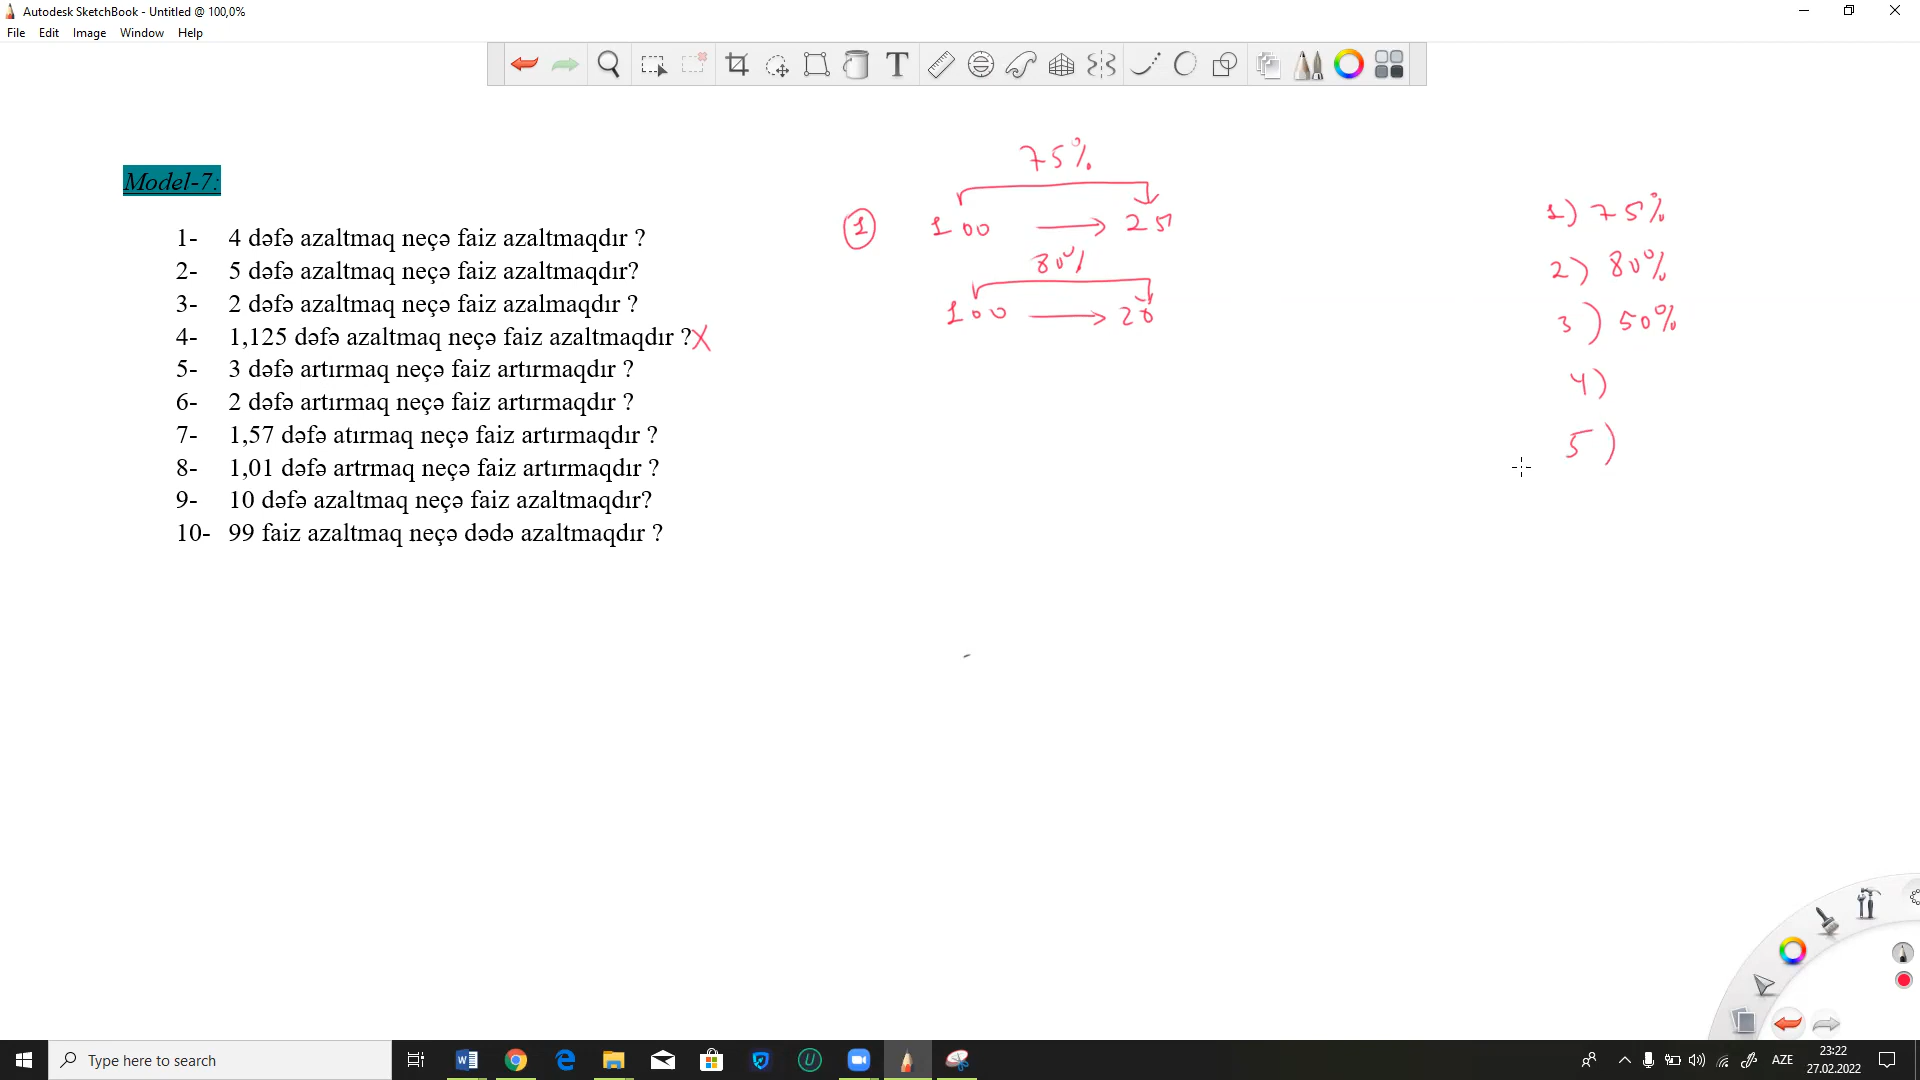 Autodesk SketchBook - Untitled @ 100,0%
File Edit Image Window Help
Model-7:
1- 4 dəfə azaltmaq neçə faiz azaltmaqdır ?
2- 5 dəfə azaltmaq neçə faiz azaltmaqdır?
3- 2 dəfə azaltmaq neçə faiz azalmaqdır ?
4- 1,125 dəfə azaltmaq neçə faiz azaltmaqdır ?X
5- 3 dəfə artırmaq neçə faiz artırmaqdır ?
6- 2 dəfə artırmaq neçə faiz artırmaqdır ?
7- 1,57 dəfə atırmaq neçə faiz artırmaqdır ?
8- 1,01 dəfə artrmaq neçə faiz artırmaqdır ?
9- 10 dəfə azaltmaq neçə faiz azaltmaqdır?
10- 99 faiz azaltmaq neçə dədə azaltmaqdır ?
75%
1 100 → 25
80%
100 → 20
1) 75%
2) 80%
3) 50%
4)
5)
Type here to search
AZE
23:22
27.02.2022